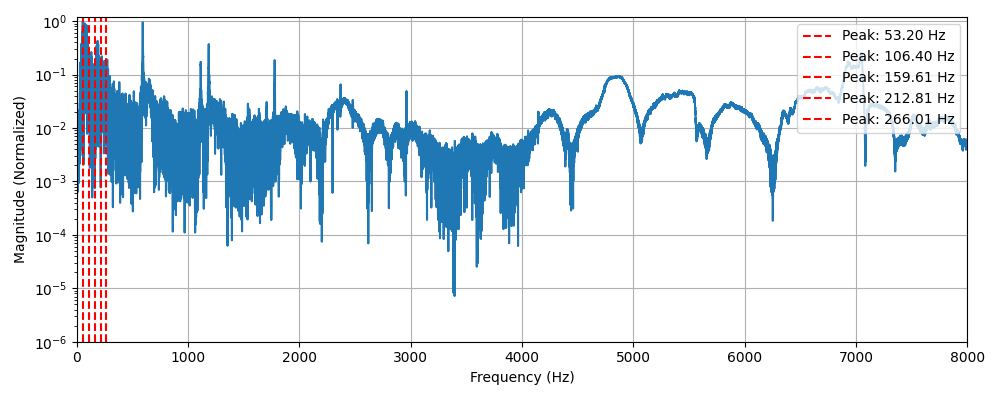 10⁰
10⁻¹
10⁻²
10⁻³
10⁻⁴
10⁻⁵
10⁻⁶
Magnitude (Normalized)
Peak: 53.20 Hz
Peak: 106.40 Hz
Peak: 159.61 Hz
Peak: 212.81 Hz
Peak: 266.01 Hz
0 1000 2000 3000 4000 5000 6000 7000 8000
Frequency (Hz)